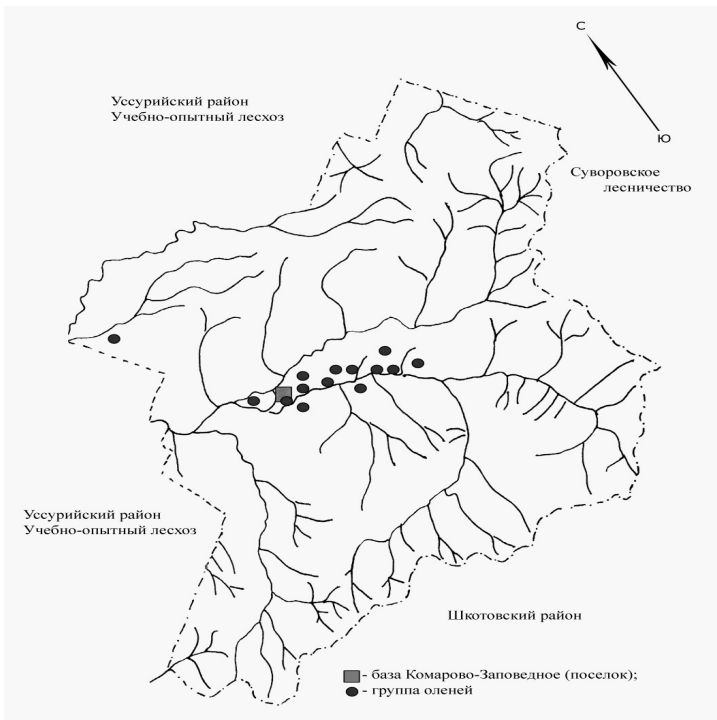 С
Уссурийский район
Учебно-опытный лесхоз
Ю
Суворовское
лесничество
Уссурийский район
Учебно-опытный лесхоз
Шкотовский район
- база Комарово-Заповедное (поселок);
- группа оленей